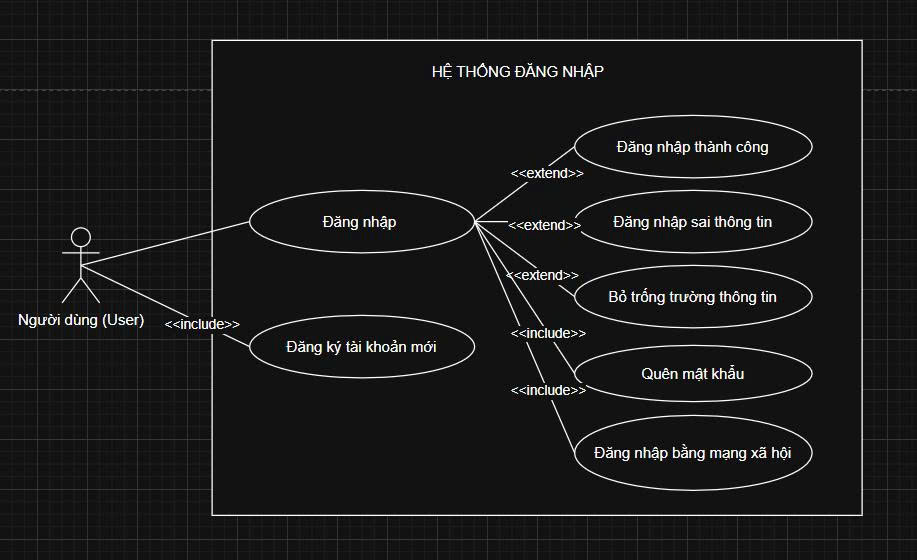 HỆ THỐNG ĐĂNG NHẬP
Đăng nhập thành công
<<extend>>
Đăng nhập
Đăng nhập sai thông tin
<<extend>>
<<extend>>
Bỏ trống trường thông tin
Người dùng (User)
<<include>>
<<include>>
Đăng ký tài khoản mới
Quên mật khẩu
<<include>>
Đăng nhập bằng mạng xã hội